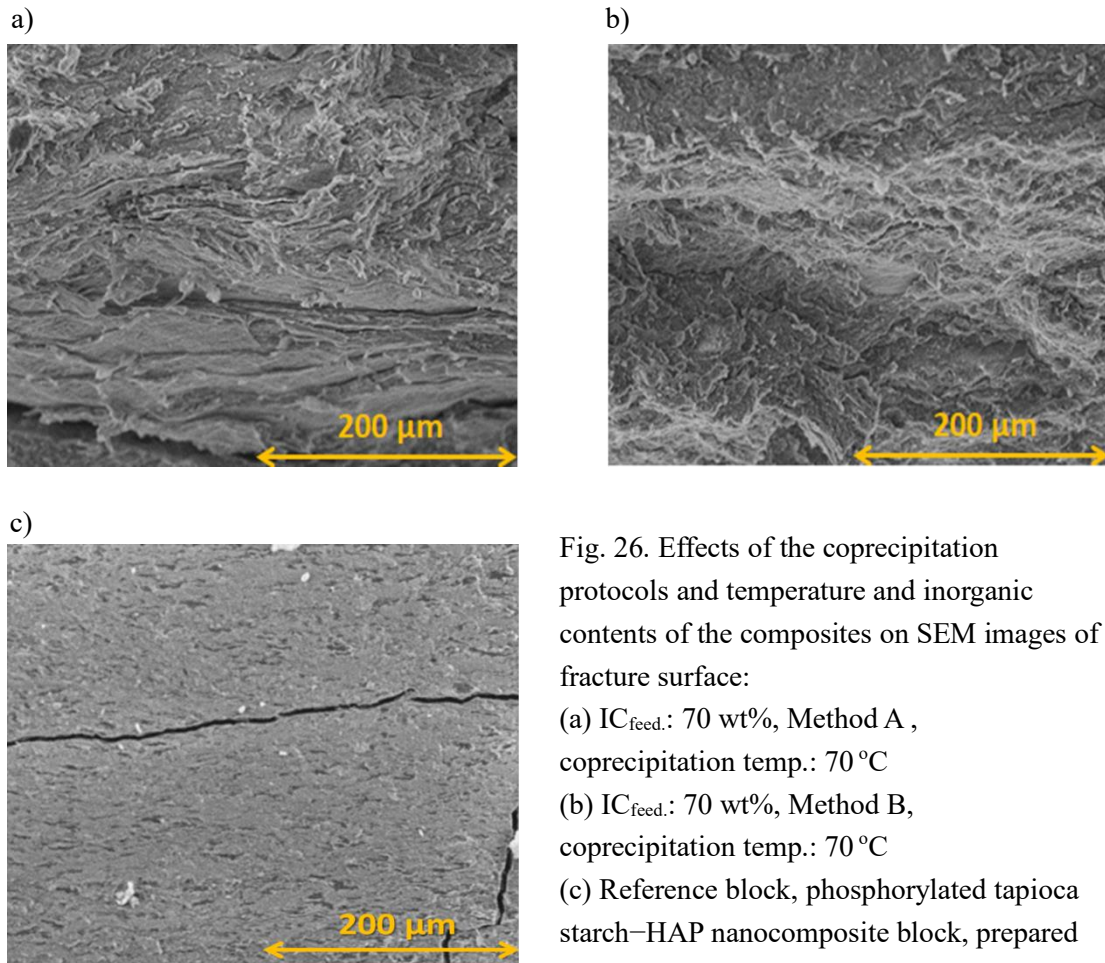 a)
b)
200 μm
200 μm
c)
200 μm
Fig. 26. Effects of the coprecipitation
protocols and temperature and inorganic
contents of the composites on SEM images of
fracture surface:
(a) ICfeed.: 70 wt%, Method A ,
coprecipitation temp.: 70 °C
(b) ICfeed.: 70 wt%, Method B,
coprecipitation temp.: 70 °C
(c) Reference block, phosphorylated tapioca
starch−HAP nanocomposite block, prepared